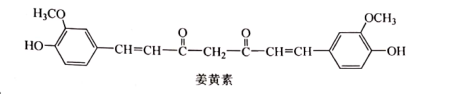 H₃CO O O OCH₃
HO CH=CH C CH₂ C CH=CH OH
姜黄素